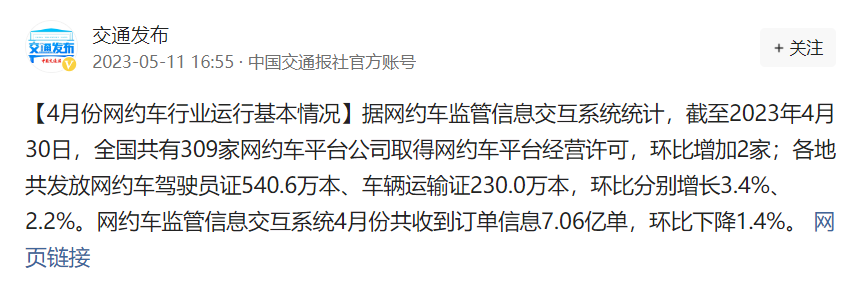 交通发布
交通发布
2023-05-11 16:55 · 中国交通报社官方账号
+ 关注
【4月份网约车行业运行基本情况】据网约车监管信息交互系统统计，截至2023年4月
30日，全国共有309家网约车平台公司取得网约车平台经营许可，环比增加2家；各地
共发放网约车驾驶员证540.6万本、车辆运输证230.0万本，环比分别增长3.4%、
2.2%。网约车监管信息交互系统4月份共收到订单信息7.06亿单，环比下降1.4%。 网
页链接